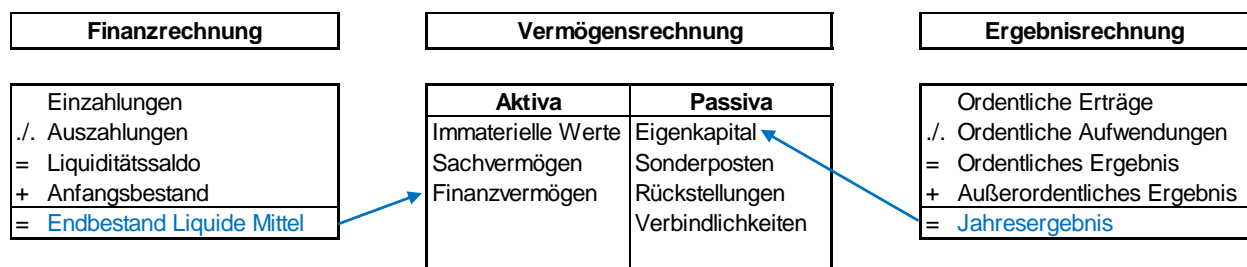 Finanzrechnung
Einzahlungen
./. Auszahlungen
= Liquiditätssaldo
+ Anfangsbestand
= Endbestand Liquide Mittel
Vermögensrechnung
Aktiva Passiva
Immaterielle Werte Eigenkapital
Sachvermögen Sonderposten
Finanzvermögen Rückstellungen
Verbindlichkeiten
Ergebnisrechnung
Ordentliche Erträge
./. Ordentliche Aufwendungen
= Ordentliches Ergebnis
+ Außerordentliches Ergebnis
= Jahresergebnis